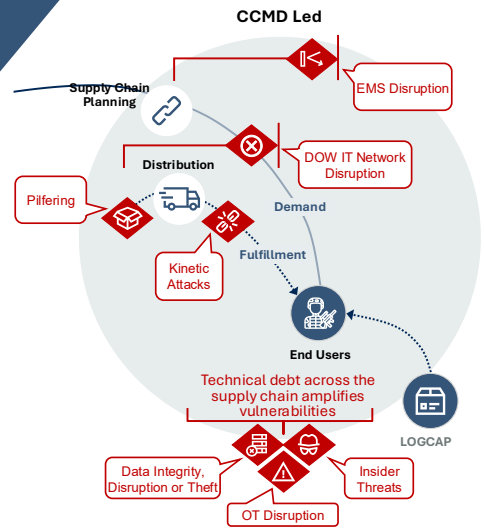 CCMD Led
EMS Disruption
Supply Chain
Planning
DOW IT Network
Disruption
Distribution
Pilfering
Demand
Kinetic
Attacks
Fulfillment
End Users
Technical debt across the
supply chain amplifies
vulnerabilities
LOGCAP
Data Integrity,
Disruption or Theft
Insider
Threats
OT Disruption